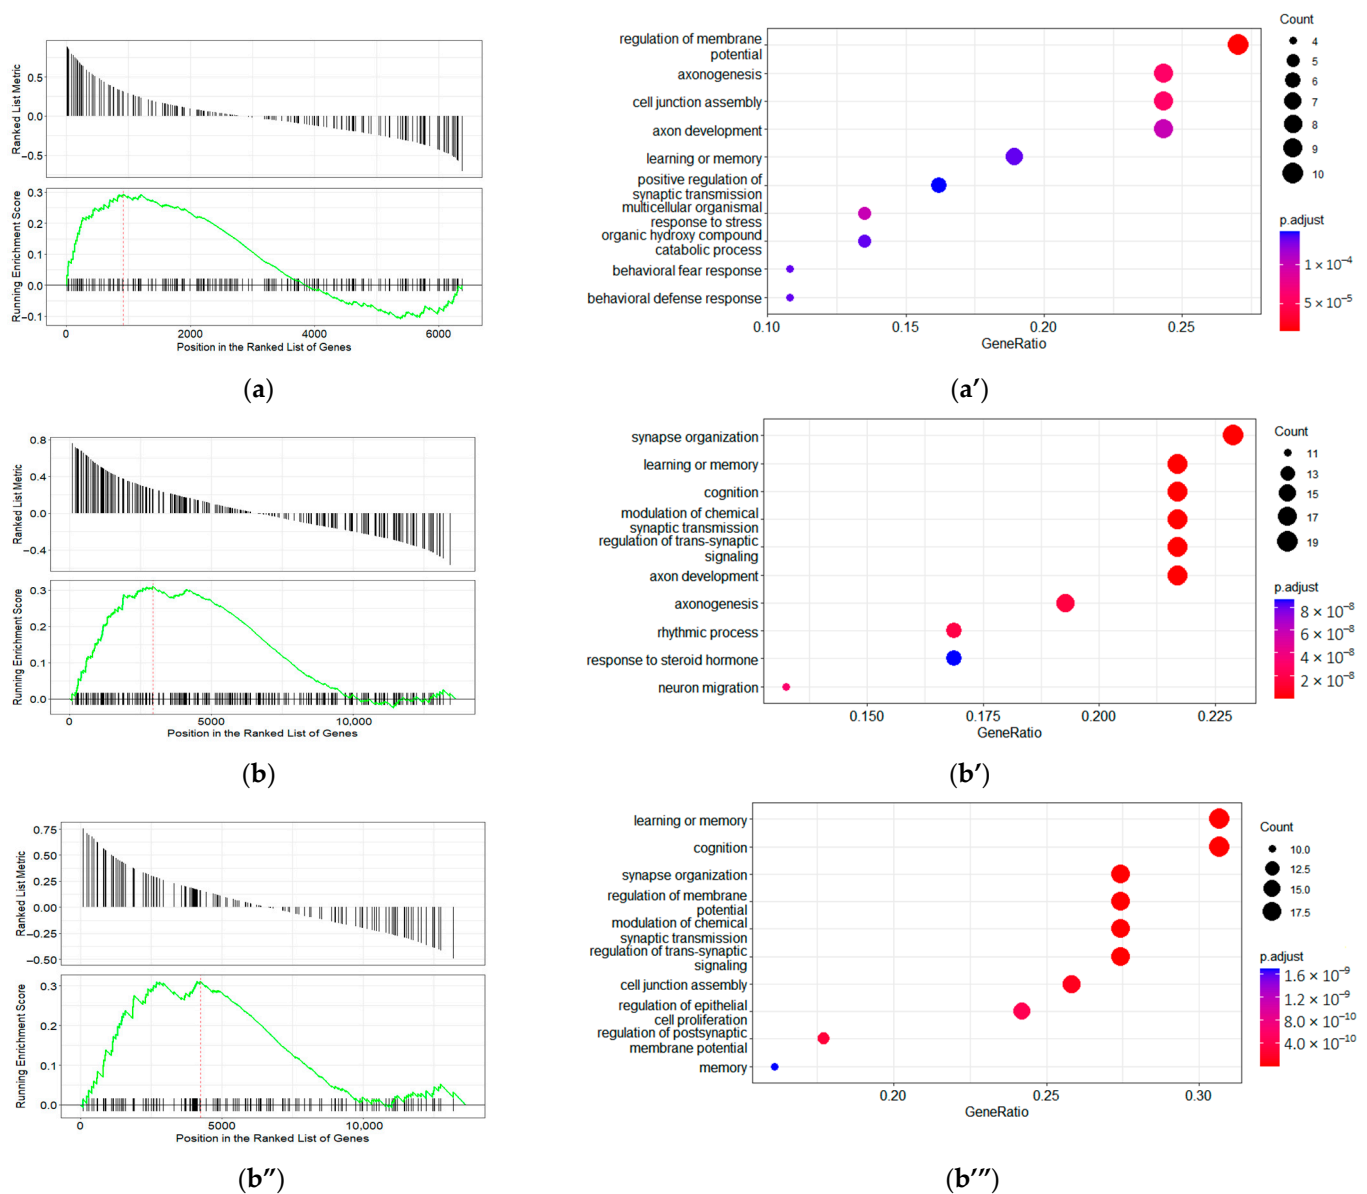 Ranked List Metric
0.5
0.0
−0.5
Running Enrichment Score
0.3
0.2
0.1
0.0
−0.1
0
2000
4000
6000
Position in the Ranked List of Genes
(a)
regulation of membrane
potential
axonogenesis
cell junction assembly
axon development
learning or memory
positive regulation of
synaptic transmission
multicellular organismal
response to stress
organic hydroxy compound
catabolic process
behavioral fear response
behavioral defense response
0.10
0.15
0.20
0.25
GeneRatio
Count
4
5
6
7
8
9
10
p.adjust
1 × 10⁻⁴
5 × 10⁻⁵
(a′)
Ranked List Metric
0.8
0.4
0.0
−0.4
Running Enrichment Score
0.3
0.2
0.1
0.0
0
5000
10,000
Position in the Ranked List of Genes
(b)
synapse organization
learning or memory
cognition
modulation of chemical
synaptic transmission
regulation of trans-synaptic
signaling
axon development
axonogenesis
rhythmic process
response to steroid hormone
neuron migration
0.150
0.175
0.200
0.225
GeneRatio
Count
11
13
15
17
19
p.adjust
8 × 10⁻⁸
6 × 10⁻⁸
4 × 10⁻⁸
2 × 10⁻⁸
(b′)
Ranked List Metric
0.75
0.50
0.25
0.00
−0.25
−0.50
Running Enrichment Score
0.3
0.2
0.1
0.0
0
5000
10,000
Position in the Ranked List of Genes
(b″)
learning or memory
cognition
synapse organization
regulation of membrane
potential
modulation of chemical
synaptic transmission
regulation of trans-synaptic
signaling
cell junction assembly
regulation of epithelial
cell proliferation
regulation of postsynaptic
membrane potential
memory
0.20
0.25
0.30
GeneRatio
Count
10.0
12.5
15.0
17.5
p.adjust
1.6 × 10⁻⁹
1.2 × 10⁻⁹
8.0 × 10⁻¹⁰
4.0 × 10⁻¹⁰
(b‴)